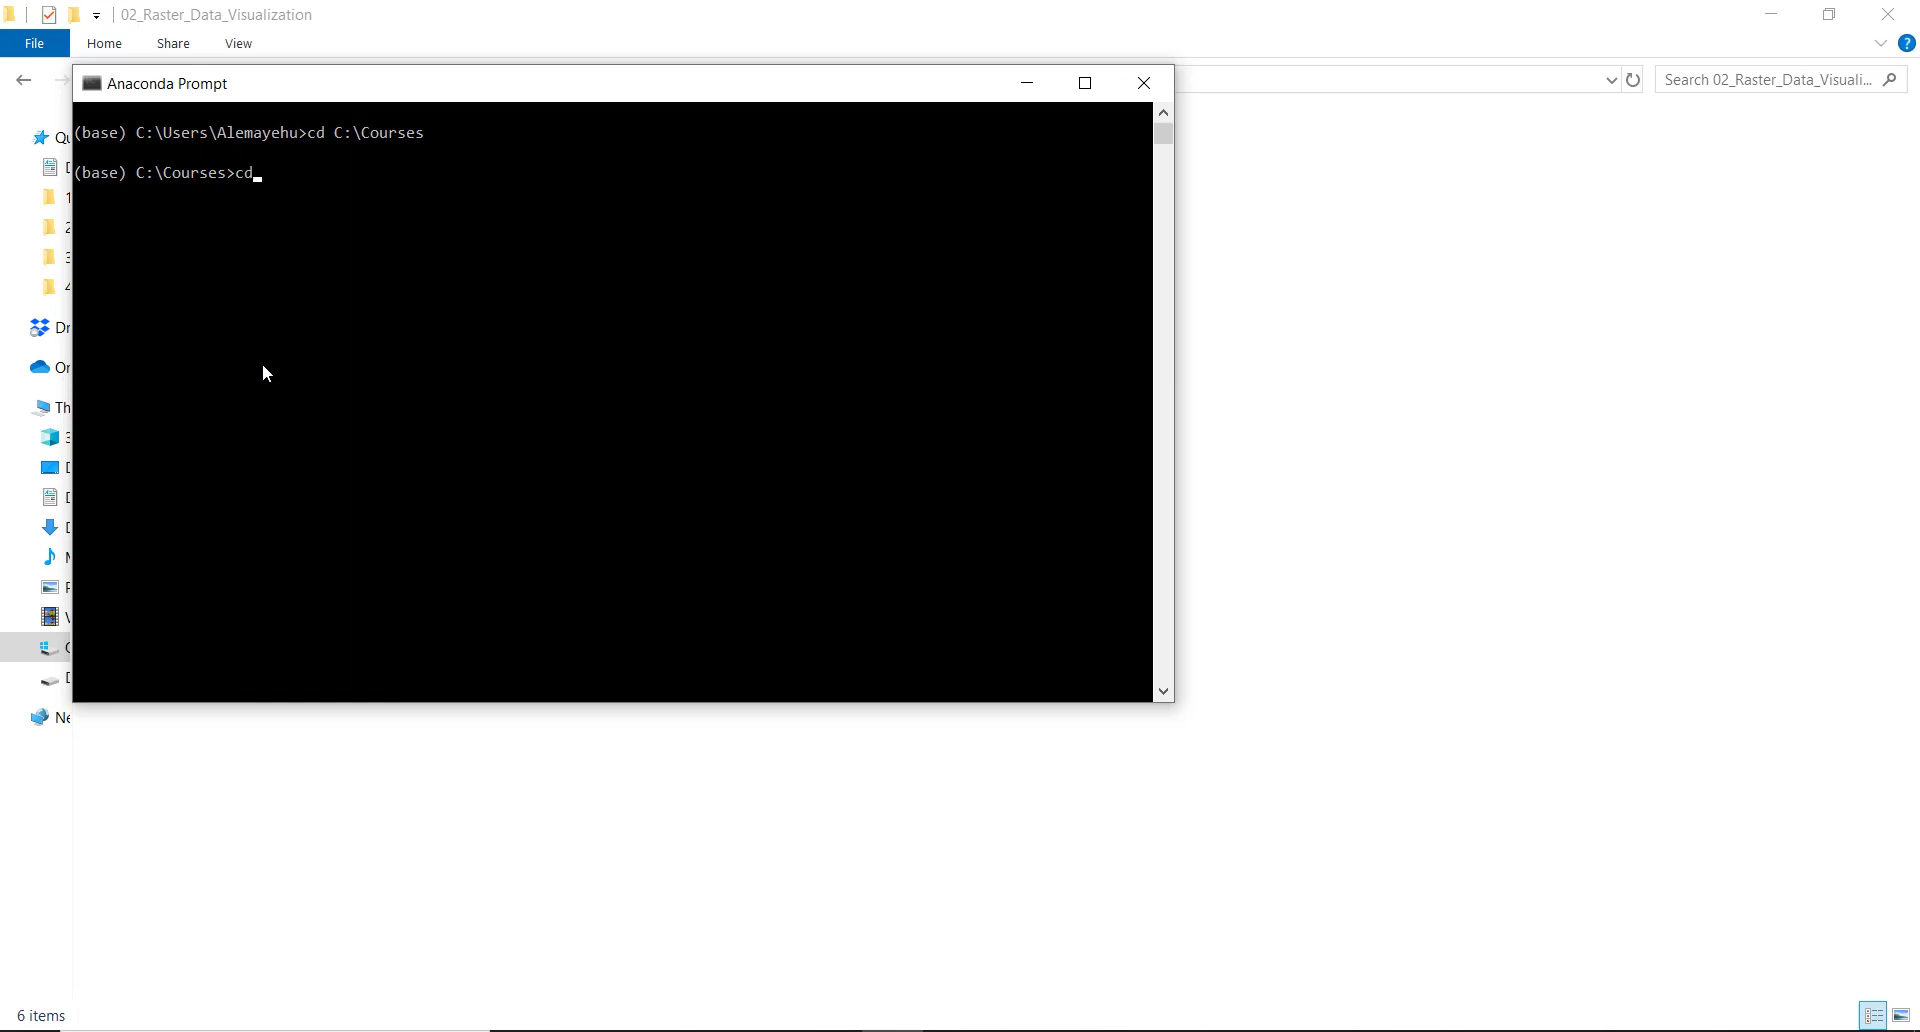 02_Raster_Data_Visualization
File Home Share View
Anaconda Prompt
Search 02_Raster_Data_Visuali...
(base) C:\Users\Alemayehu>cd C:\Courses
(base) C:\Courses>cd
6 items